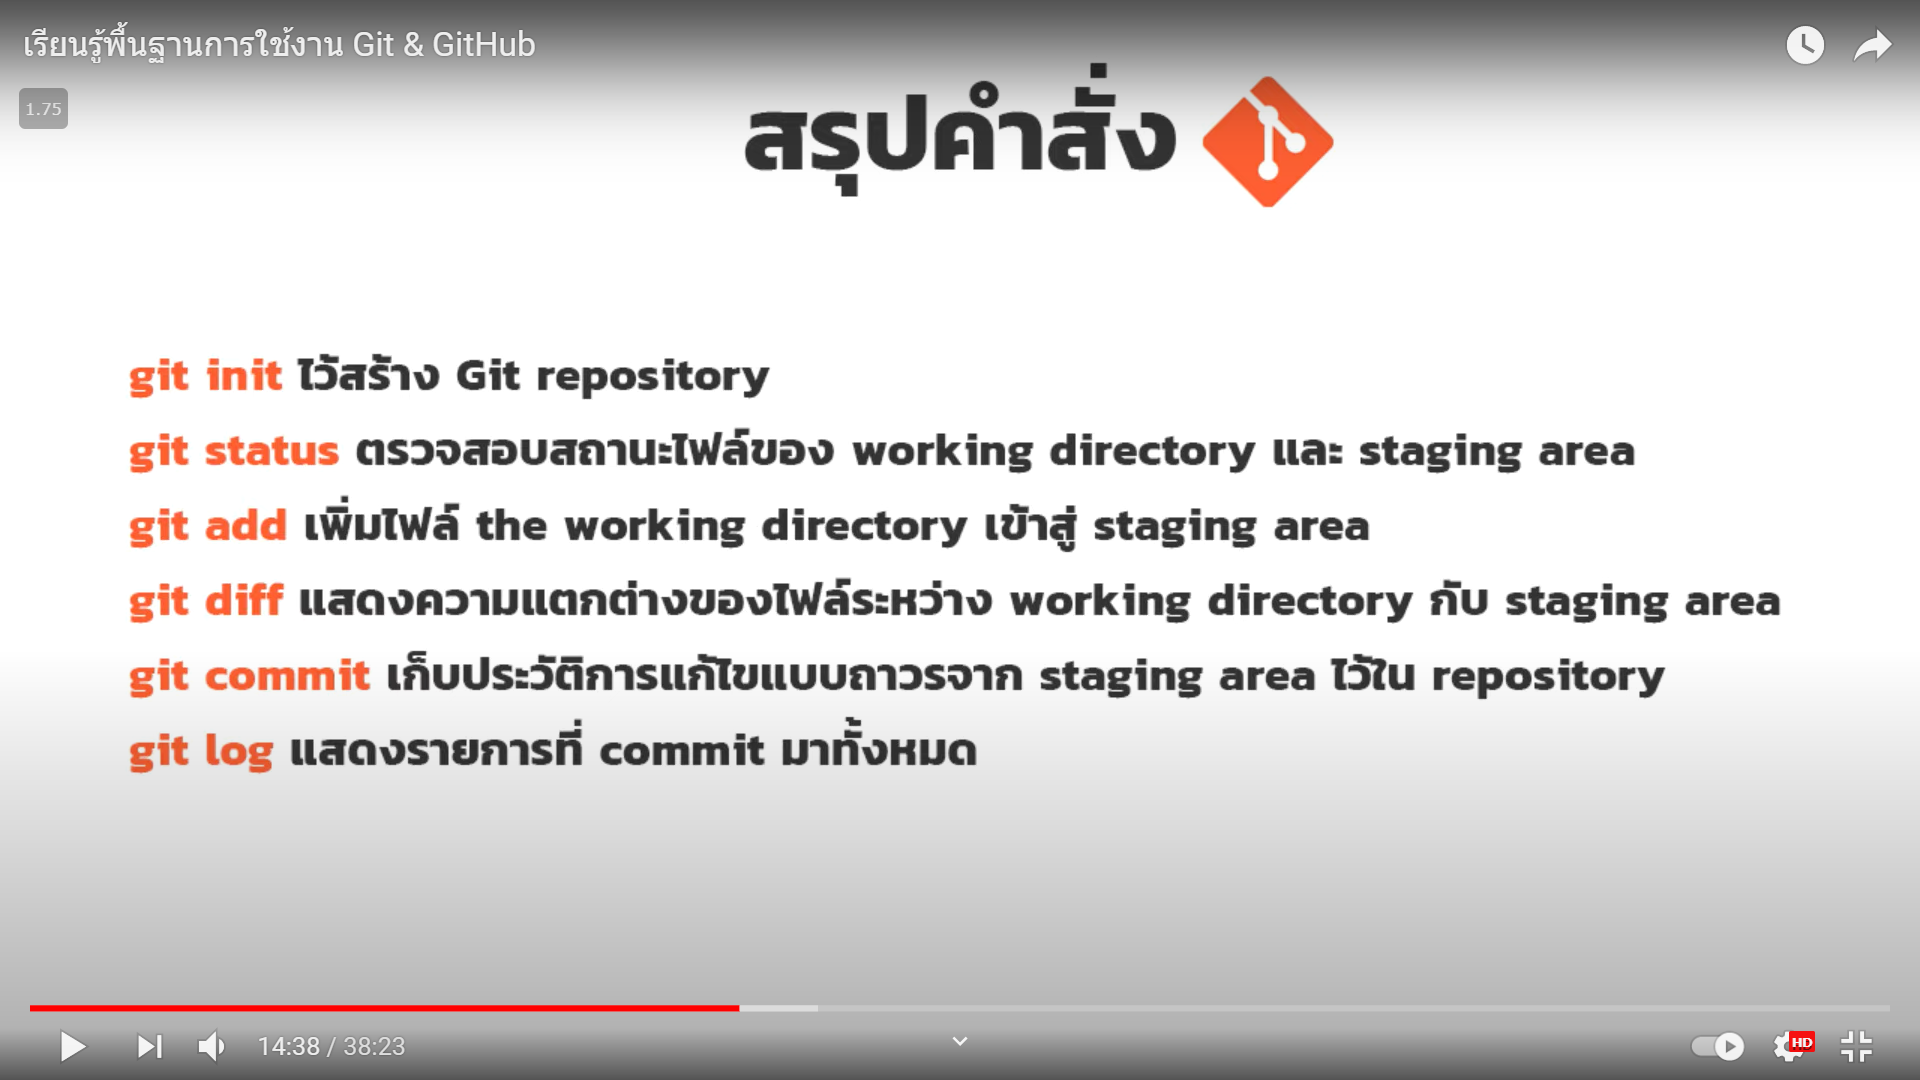 เรียนรู้พื้นฐานการใช้งาน Git & GitHub
1.75
สรุปคำสั่ง
git init ไว้สร้าง Git repository
git status ตรวจสอบสถานะไฟล์ของ working directory และ staging area
git add เพิ่มไฟล์ the working directory เข้าสู่ staging area
git diff แสดงความแตกต่างของไฟล์ระหว่าง working directory กับ staging area
git commit เก็บประวัติการแก้ไขแบบถาวรจาก staging area ไว้ใน repository
git log แสดงรายการที่ commit มาทั้งหมด
14:38 / 38:23
HD